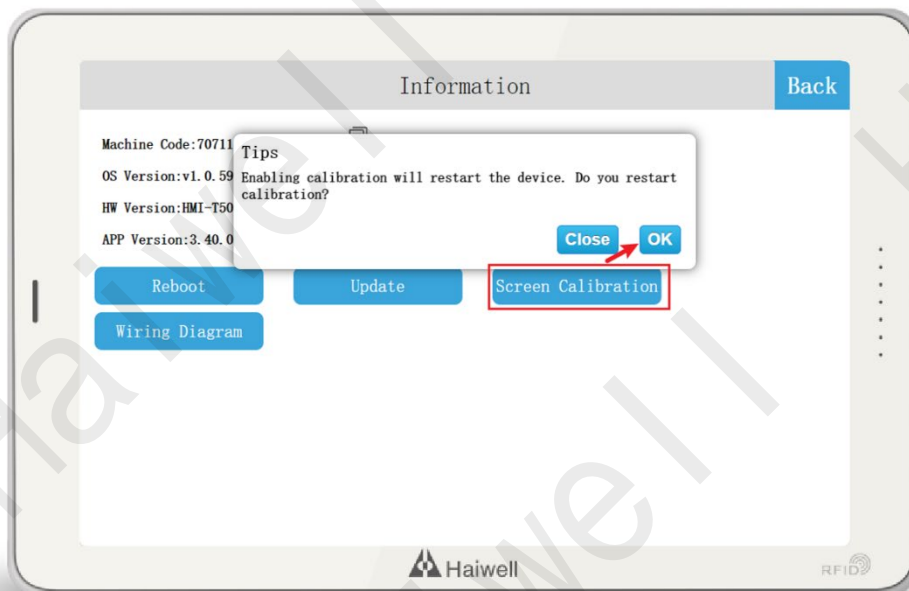 Information
Back
Machine Code:70711
OS Version:v1.0.59
HW Version:HMI-T50
APP Version:3.40.0
Tips
Enabling calibration will restart the device. Do you restart
calibration?
Close
OK
Reboot
Update
Screen Calibration
Wiring Diagram
Haiwell
RFID
Haiwell